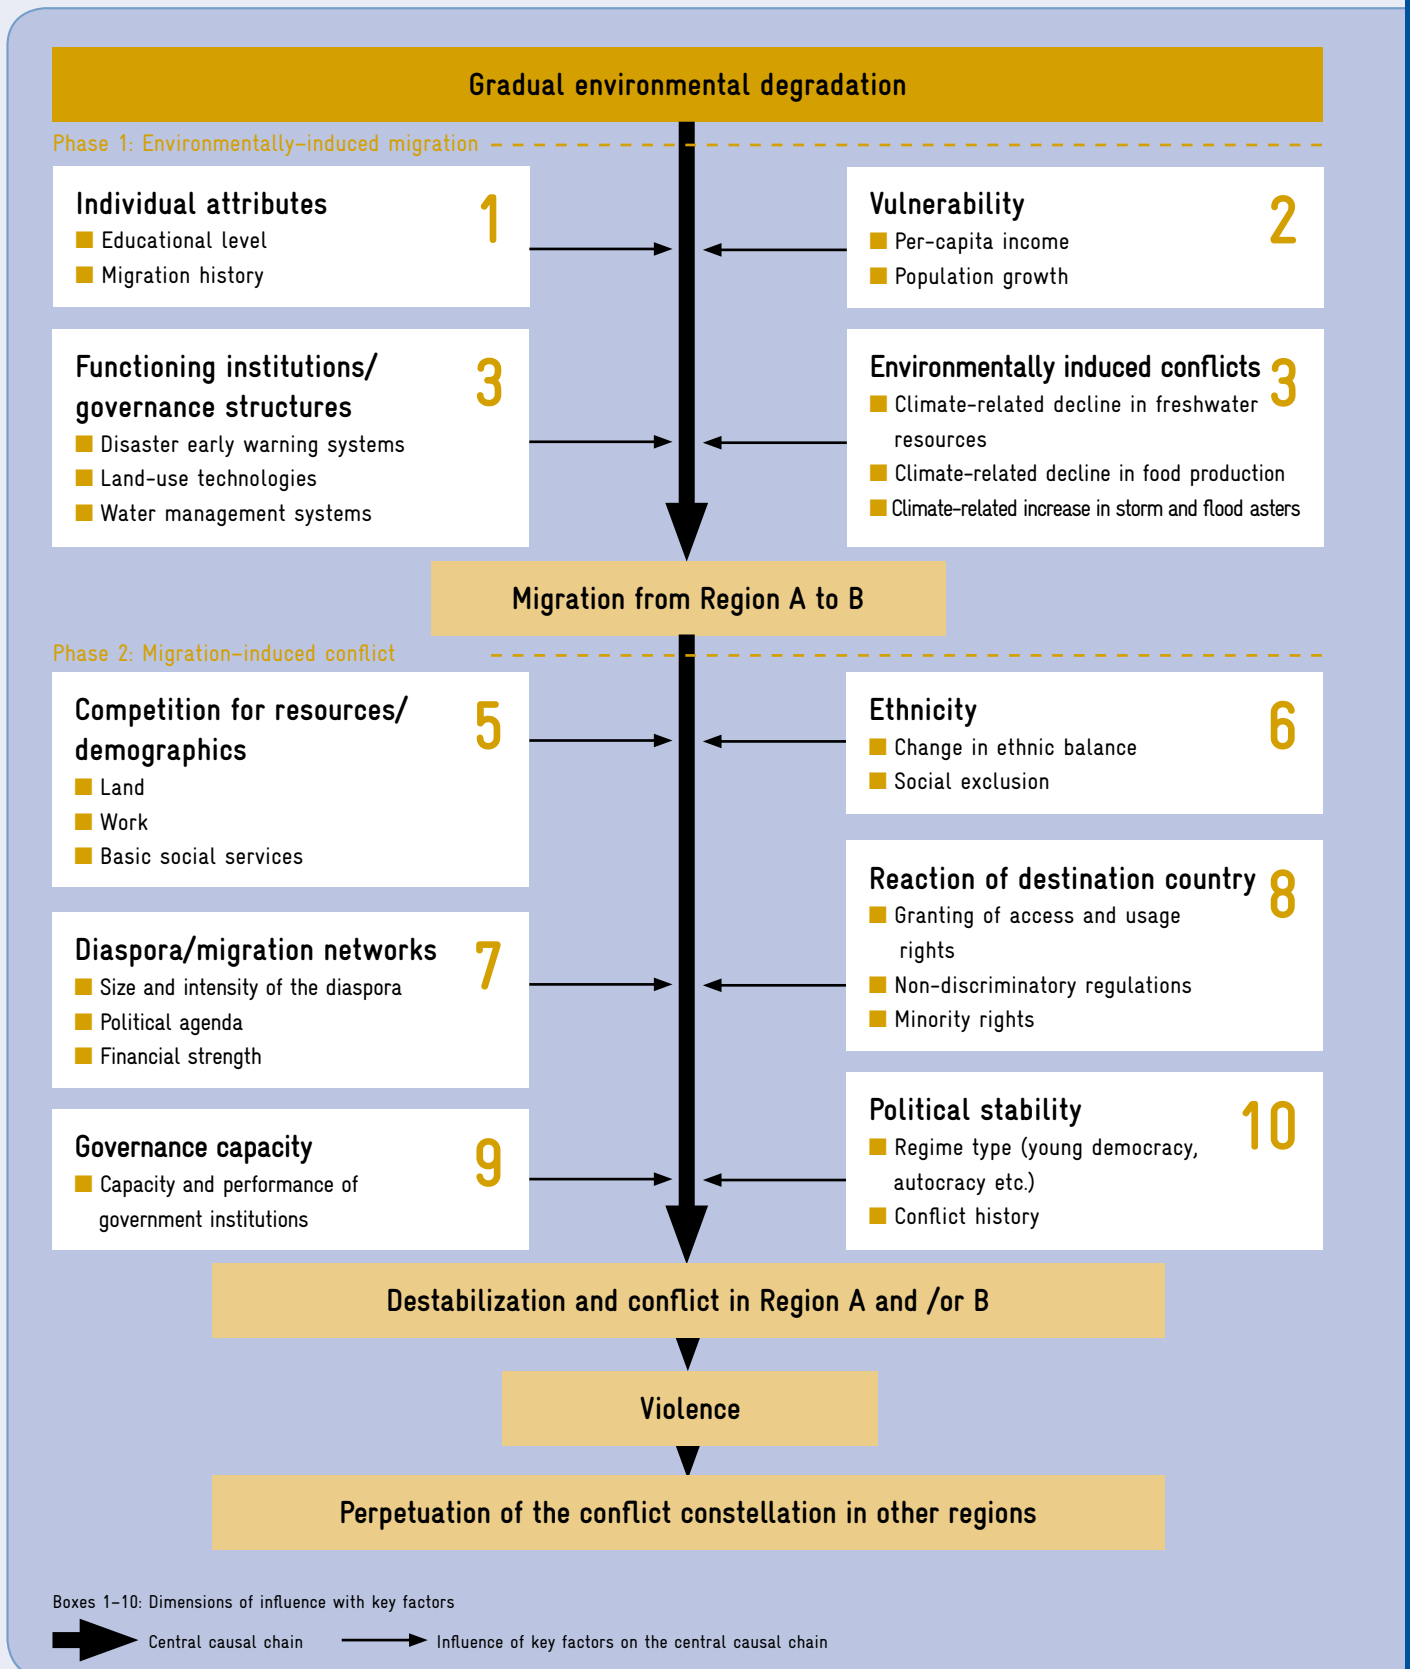 Gradual environmental degradation
Phase 1: Environmentally-induced migration
Individual attributes
1
Educational level
Migration history
Vulnerability
2
Per-capita income
Population growth
Functioning institutions/
governance structures
3
Disaster early warning systems
Land-use technologies
Water management systems
Environmentally induced conflicts
3
Climate-related decline in freshwater
resources
Climate-related decline in food production
Climate-related increase in storm and flood asters
Migration from Region A to B
Phase 2: Migration-induced conflict
Competition for resources/
demographics
5
Land
Work
Basic social services
Ethnicity
6
Change in ethnic balance
Social exclusion
Diaspora/migration networks
7
Size and intensity of the diaspora
Political agenda
Financial strength
Reaction of destination country
8
Granting of access and usage
rights
Non-discriminatory regulations
Minority rights
Governance capacity
9
Capacity and performance of
government institutions
Political stability
10
Regime type (young democracy,
autocracy etc.)
Conflict history
Destabilization and conflict in Region A and /or B
Violence
Perpetuation of the conflict constellation in other regions
Boxes 1-10: Dimensions of influence with key factors
Central causal chain
Influence of key factors on the central causal chain